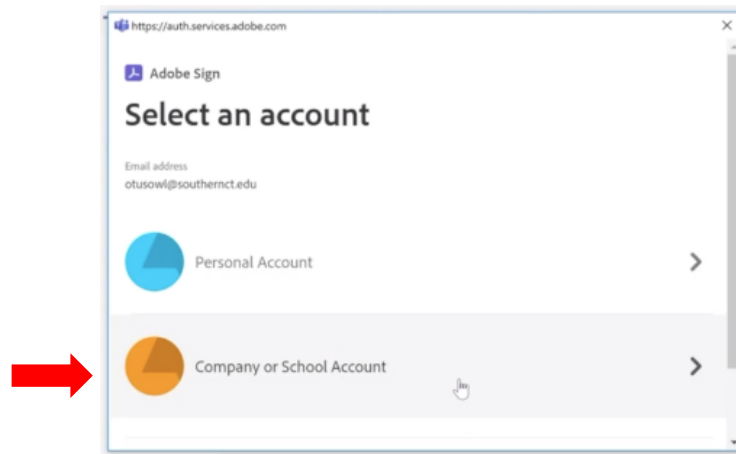 https://auth.services.adobe.com
Adobe Sign
Select an account
Email address
otusowl@southernct.edu
Personal Account
Company or School Account